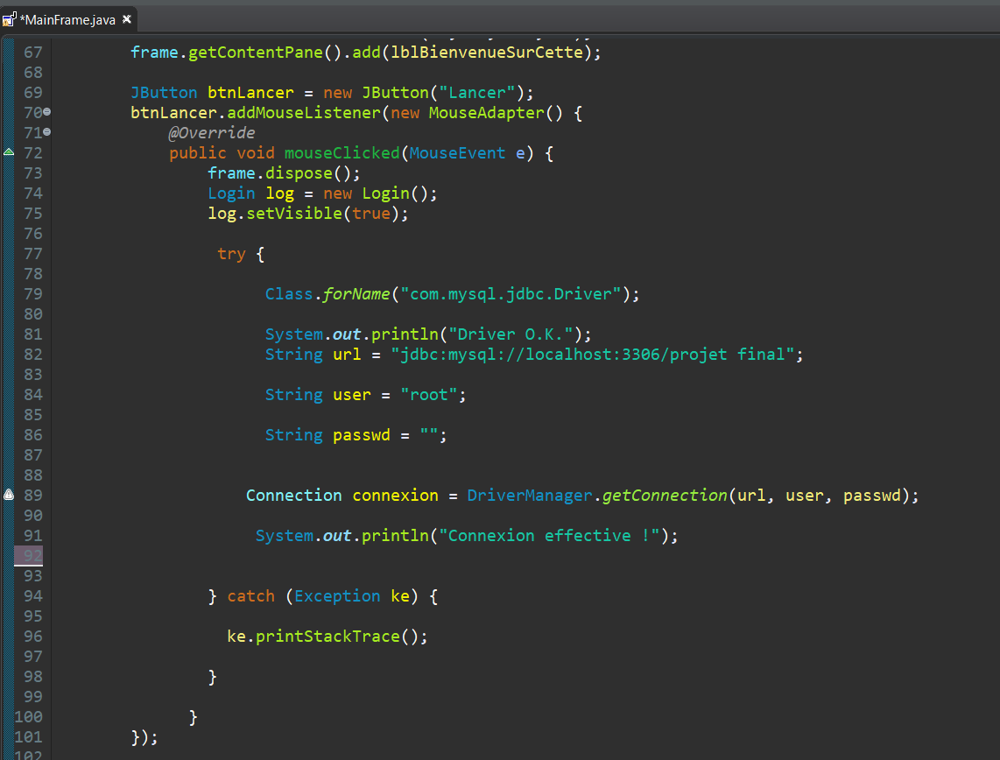 *MainFrame.java
67 frame.getContentPane().add(lblBienvenueSurCette);
68
69 JButton btnLancer = new JButton("Lancer");
70 btnLancer.addMouseListener(new MouseAdapter() {
71 @Override
72 public void mouseClicked(MouseEvent e) {
73 frame.dispose();
74 Login log = new Login();
75 log.setVisible(true);
76
77 try {
78
79 Class.forName("com.mysql.jdbc.Driver");
80
81 System.out.println("Driver O.K.");
82 String url = "jdbc:mysql://localhost:3306/projet final";
83
84 String user = "root";
85
86 String passwd = "";
87
88
89 Connection connexion = DriverManager.getConnection(url, user, passwd);
90
91 System.out.println("Connexion effective !");
92
93
94 } catch (Exception ke) {
95
96 ke.printStackTrace();
97
98 }
99
100 }
101 });
102